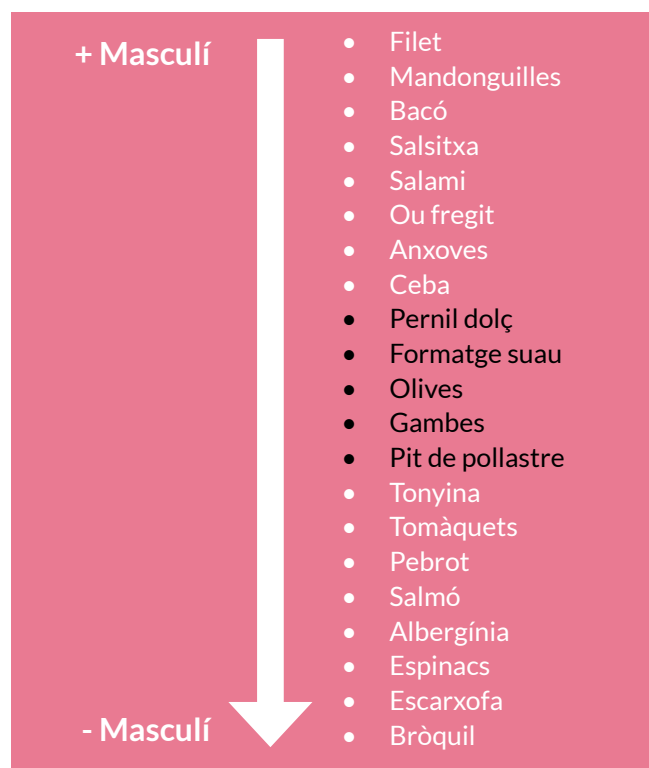 + Masculí
• Filet
• Mandonguilles
• Bacó
• Salsitxa
• Salami
• Ou fregit
• Anxoves
• Ceba
• Pernil dolç
• Formatge suau
• Olives
• Gambes
• Pit de pollastre
• Tonyina
• Tomàquets
• Pebrot
• Salmó
• Albergínia
• Espinacs
• Escarxofa
• Bròquil
- Masculí